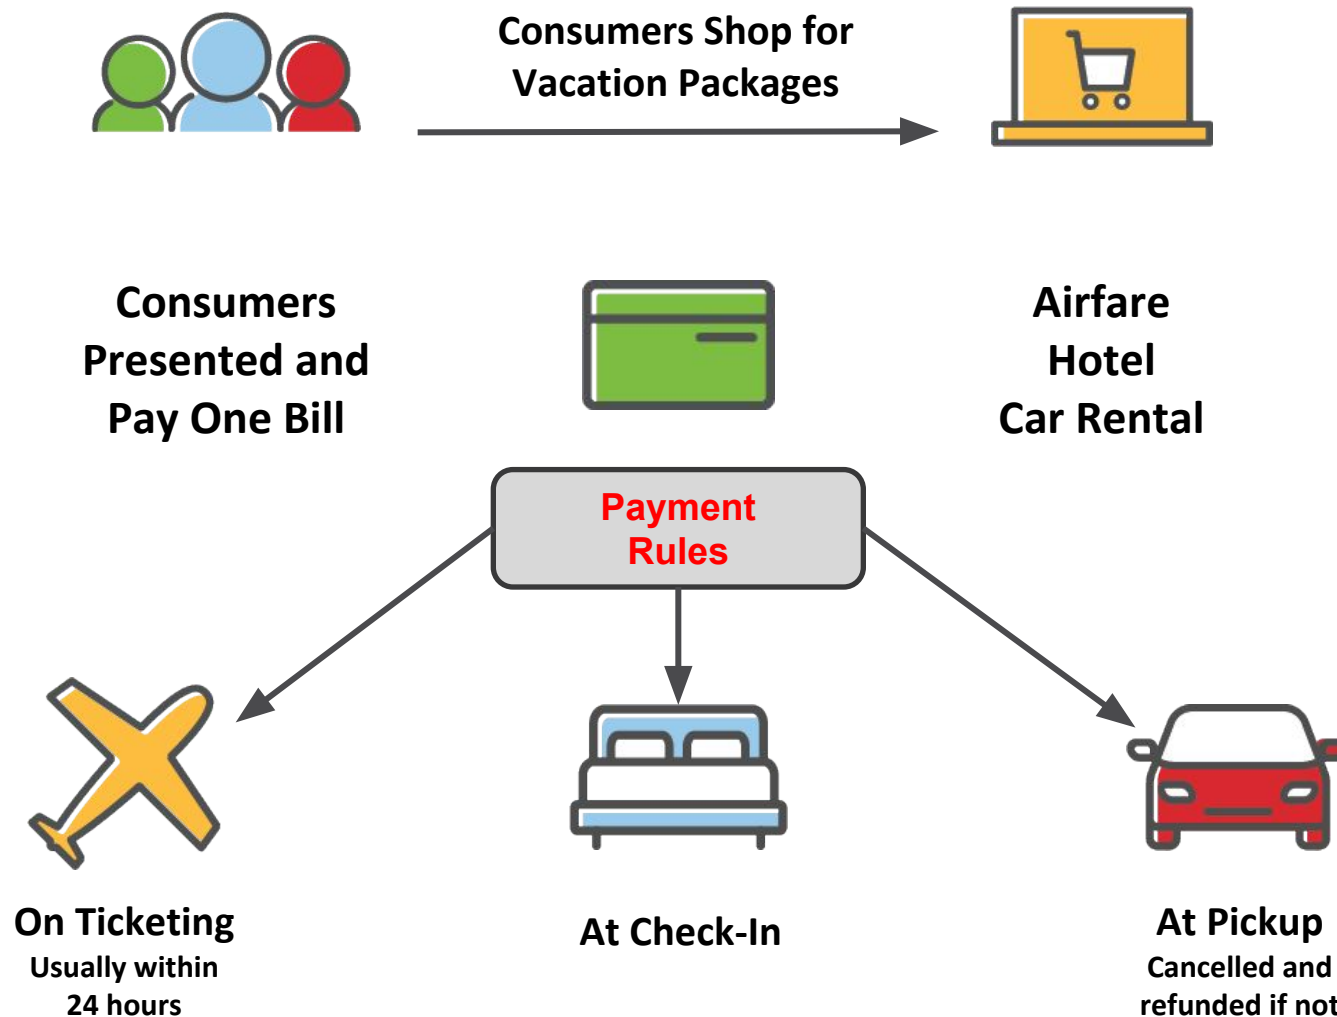 Consumers Shop for
Vacation Packages
Consumers
Presented and
Pay One Bill
Airfare
Hotel
Car Rental
Payment
Rules
On Ticketing
Usually within
24 hours
At Check-In
At Pickup
Cancelled and
refunded if not